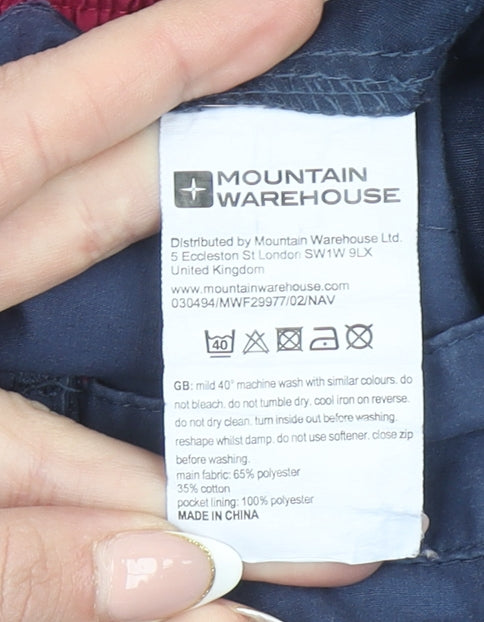 MOUNTAIN
WAREHOUSE
Distributed by Mountain Warehouse Ltd.
5 Eccleston St London SW1W 9LX
United Kingdom
www.mountainwarehouse.com
030494/MWF29977/02/NAV
40
GB: mild 40° machine wash with similar colours. do
not bleach. do not tumble dry. cool iron on reverse.
do not dry clean. turn inside out before washing.
reshape whilst damp. do not use softener. close zip
before washing.
main fabric: 65% polyester
35% cotton
pocket lining: 100% polyester
MADE IN CHINA